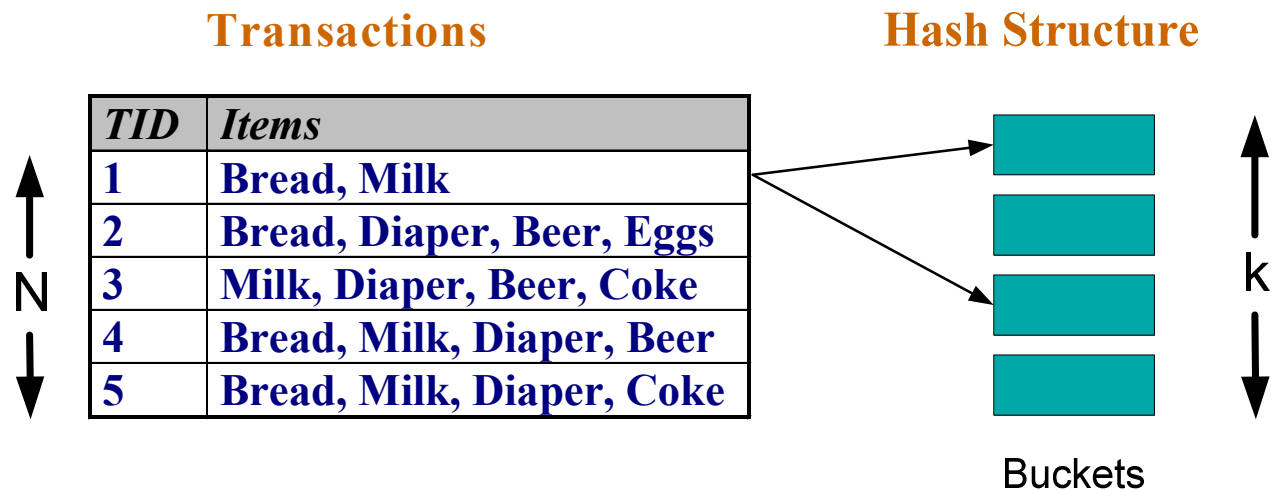 Transactions
Hash Structure
TID Items
1 Bread, Milk
2 Bread, Diaper, Beer, Eggs
3 Milk, Diaper, Beer, Coke
4 Bread, Milk, Diaper, Beer
5 Bread, Milk, Diaper, Coke
N
k
Buckets